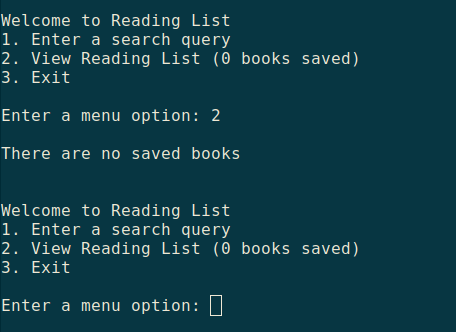 Welcome to Reading List
1. Enter a search query
2. View Reading List (0 books saved)
3. Exit
Enter a menu option: 2
There are no saved books
Welcome to Reading List
1. Enter a search query
2. View Reading List (0 books saved)
3. Exit
Enter a menu option: